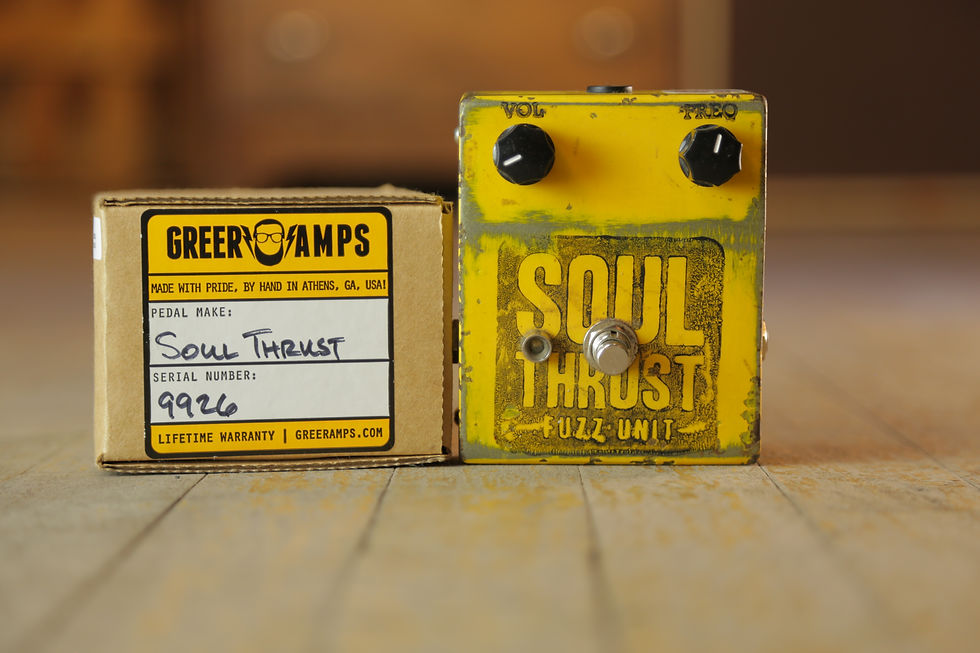 GREER AMPS
MADE WITH PRIDE, BY HAND IN ATHENS, GA, USA!
PEDAL MAKE:
SOUL THRUST
SERIAL NUMBER:
9926
LIFETIME WARRANTY | GREERAMPS.COM
VOL FREQ
SOUL
THRUST
FUZZ·UNIT